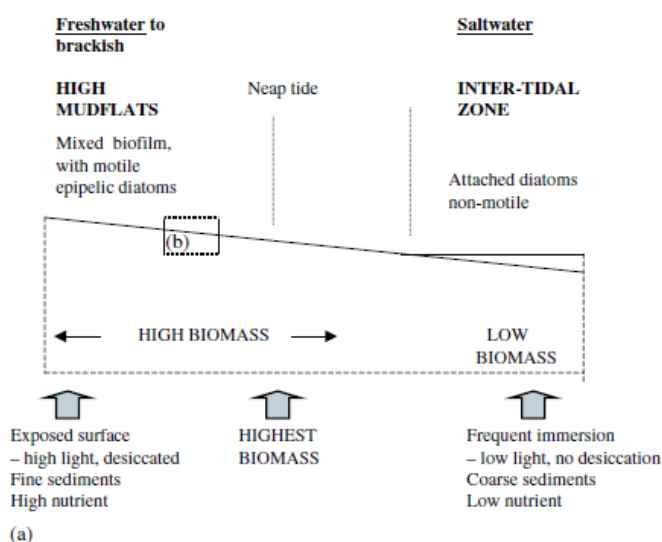 Freshwater to
brackish
Saltwater
HIGH
MUDFLATS
Neap tide
INTER-TIDAL
ZONE
Mixed biofilm,
with motile
epipelic diatoms
Attached diatoms
non-motile
(b)
HIGH BIOMASS
LOW
BIOMASS
Exposed surface
– high light, desiccated
Fine sediments
High nutrient
HIGHEST
BIOMASS
Frequent immersion
– low light, no desiccation
Coarse sediments
Low nutrient
(a)